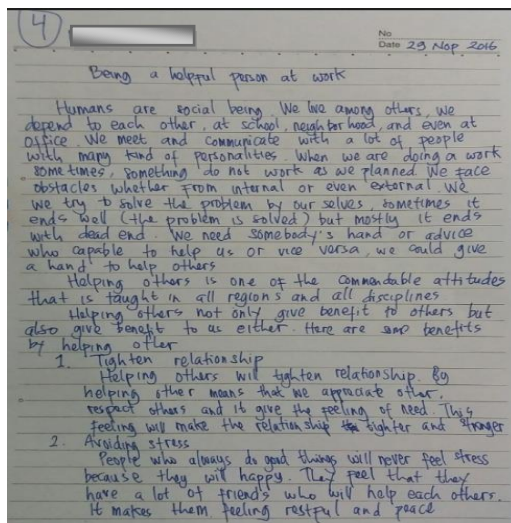 4
No
Date 29 Nop 2016
Being a helpful person at work
Humans are social being We live among others, we
depend to each other, at school, neighborhood, and even at
office. We meet and communicate with a lot of people
with many kind of personalities. When we are doing a work
some times, something do not work as we planned. We face
obstacles whether from internal or even external. We
we try to solve the problem by our selves, sometimes it
ends well (the problem is solved) but mostly it ends
with dead end. We need somebody's hand or advice
who capable to help us or vice versa, we could give
a hand to help others
Helping others is one of the commendable attitudes
that is taught in all regions and all disciplines
Helping others not only give benefit to others but
also give benefit to us either. Here are some benefits
by helping other
1. Tighten relationship
Helping others will tighten relationship. By
helping other means that we appreciate other,
respect others and it give the feeling of need. This
feeling will make the relationship tighter and stronger
2. Avoiding stress
People who always do good things will never feel stress
because they will happy. They feel that they
have a lot of friends who will help each others.
It makes them feeling restful and peace